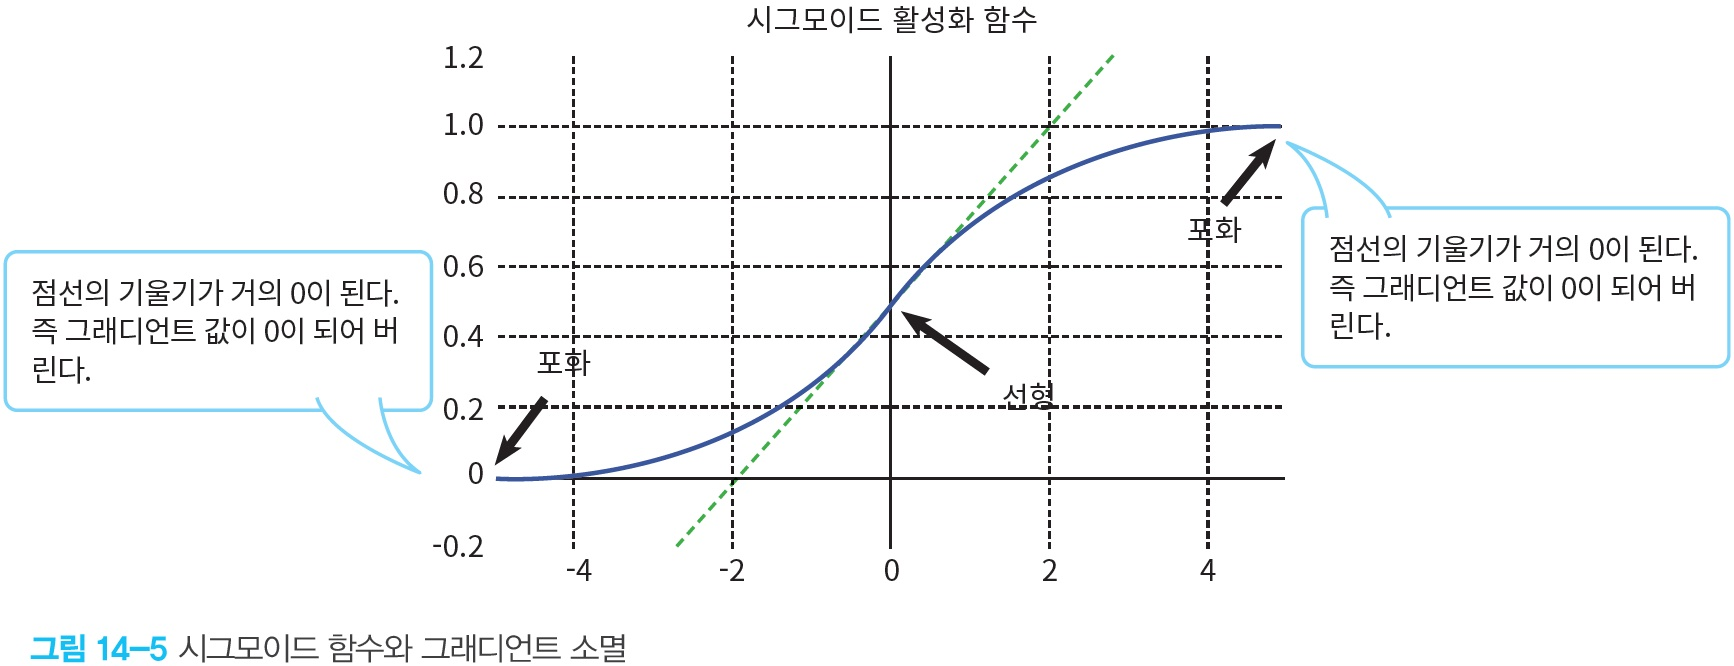 시그모이드 활성화 함수
1.2
1.0
0.8
0.6
0.4
0.2
0
-0.2
-4
-2
0
2
4
점선의 기울기가 거의 0이 된다.
즉 그래디언트 값이 0이 되어 버
린다.
포화
선형
포화
점선의 기울기가 거의 0이 된다.
즉 그래디언트 값이 0이 되어 버
린다.
그림 14-5 시그모이드 함수와 그래디언트 소멸